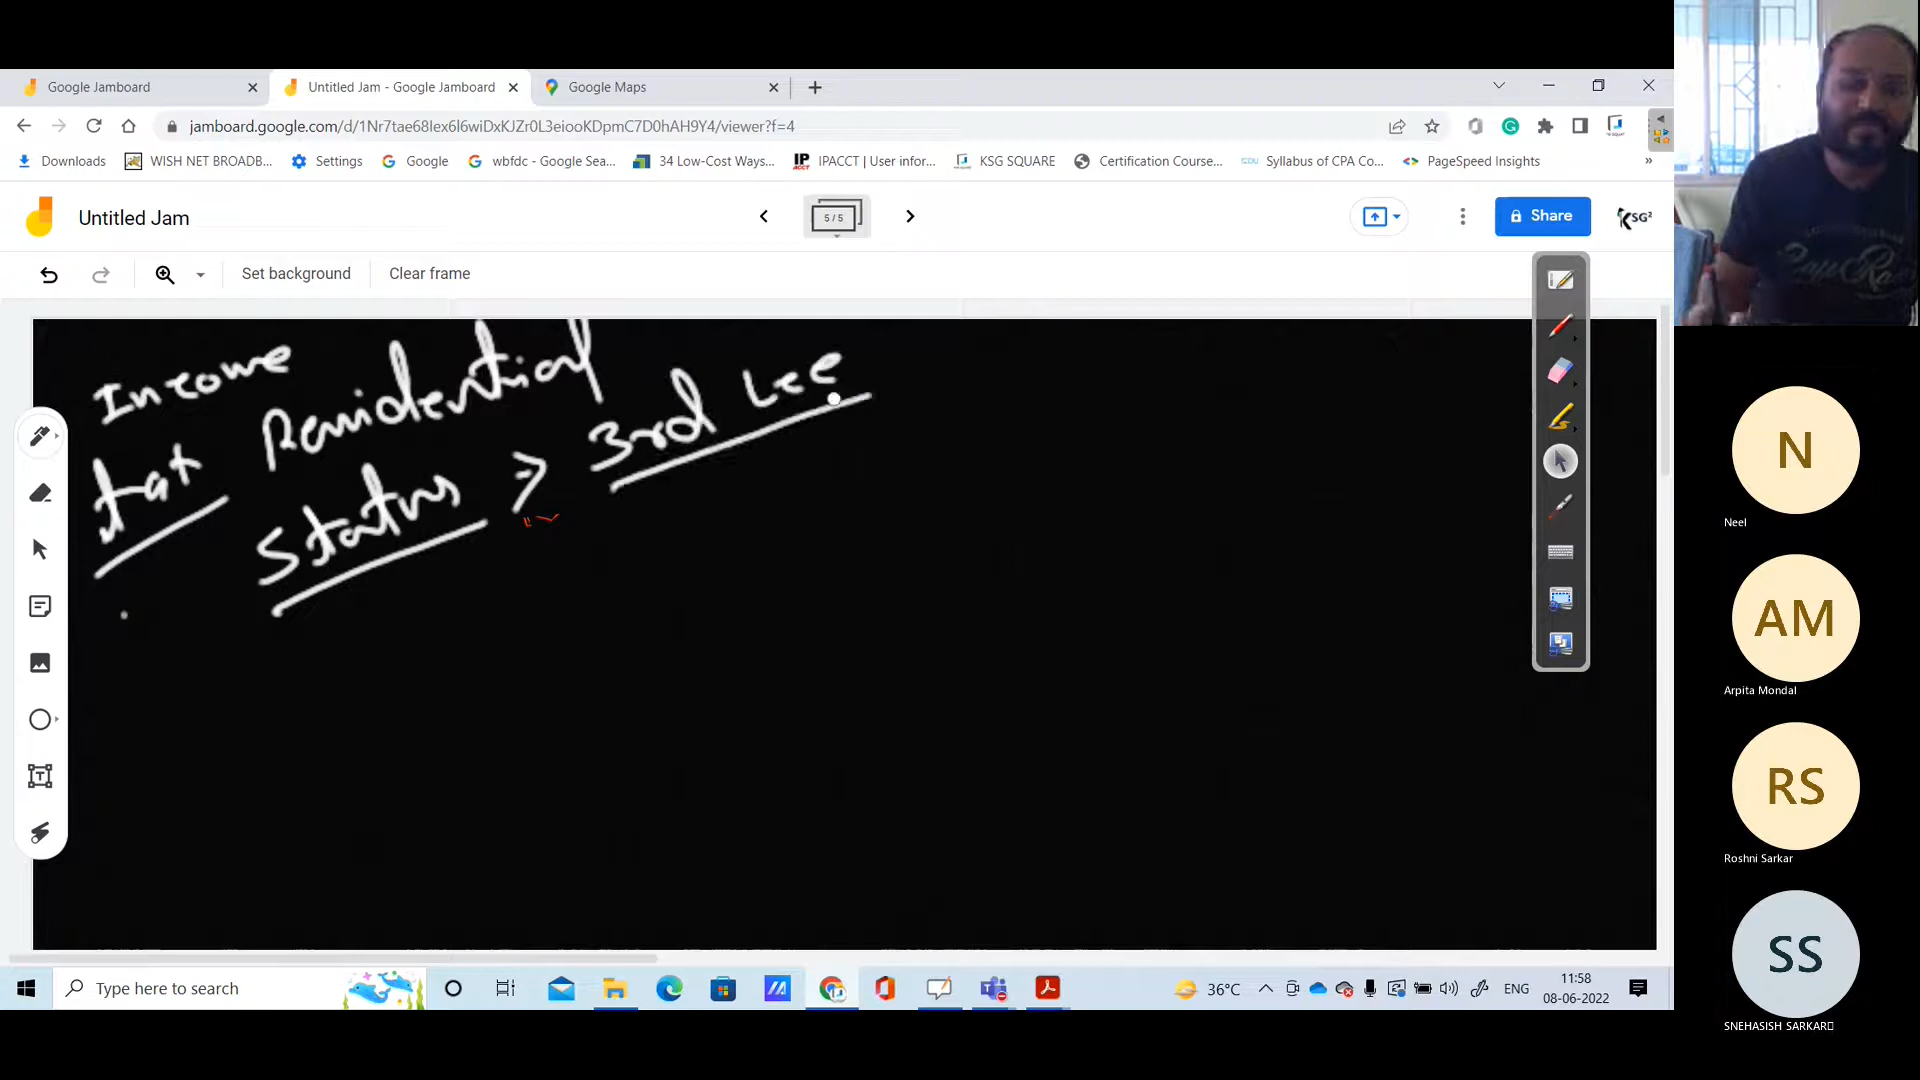 Google Jamboard
Untitled Jam - Google Jamboard
Google Maps
jamboard.google.com/d/1Nr7tae68Iex6I6wiDxKJZr0L3eiooKDpmC7D0hAH9Y4/viewer?f=4
Downloads
WISH NET BROADB...
Settings
Google
wbfdc - Google Sea...
34 Low-Cost Ways...
IPACCT | User infor...
KSG SQUARE
Certification Course...
Syllabus of CPA Co...
PageSpeed Insights
»
Untitled Jam
5 / 5
Share
KSG²
Set background
Clear frame
Income
tax Residential
Status > 3rd Lec
N
Neel
AM
Arpita Mondal
RS
Roshni Sarkar
SS
SNEHASISH SARKAR
Type here to search
36°C
ENG
11:58
08-06-2022